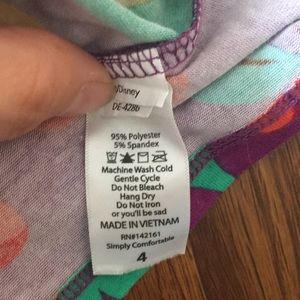 Disney
DE-428b
95% Polyester
5% Spandex
Machine Wash Cold
Gentle Cycle
Do Not Bleach
Hang Dry
Do Not Iron
or you'll be sad
MADE IN VIETNAM
RN#142161
Simply Comfortable
4